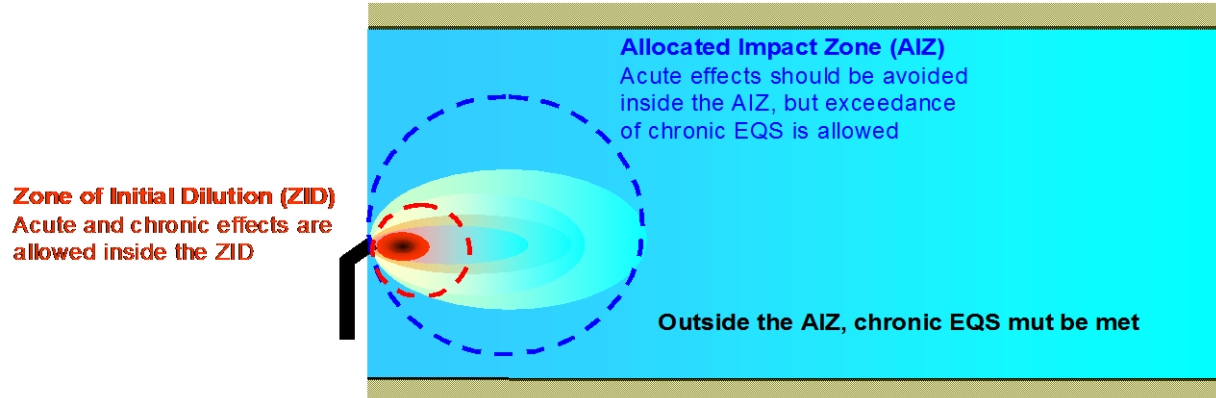 Allocated Impact Zone (AIZ)
Acute effects should be avoided
inside the AIZ, but exceedance
of chronic EQS is allowed
Zone of Initial Dilution (ZID)
Acute and chronic effects are
allowed inside the ZID
Outside the AIZ, chronic EQS mut be met